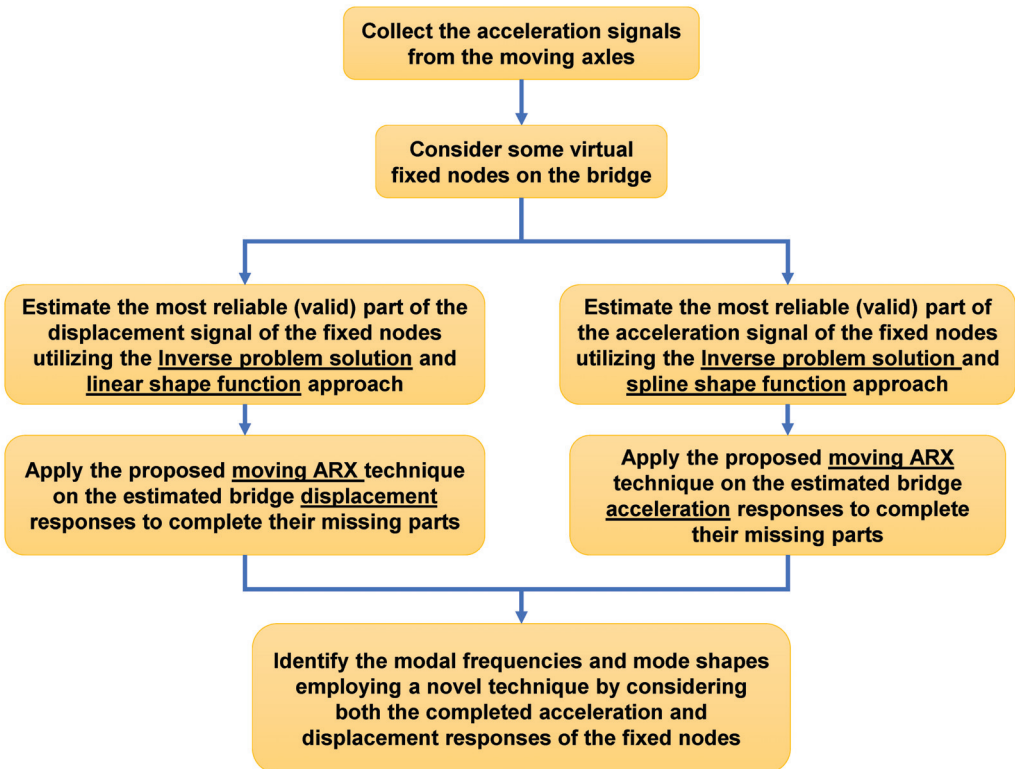 Collect the acceleration signals
from the moving axles
Consider some virtual
fixed nodes on the bridge
Estimate the most reliable (valid) part of the
displacement signal of the fixed nodes
utilizing the Inverse problem solution and
linear shape function approach
Estimate the most reliable (valid) part of
the acceleration signal of the fixed nodes
utilizing the Inverse problem solution and
spline shape function approach
Apply the proposed moving ARX technique
on the estimated bridge displacement
responses to complete their missing parts
Apply the proposed moving ARX
technique on the estimated bridge
acceleration responses to complete
their missing parts
Identify the modal frequencies and mode shapes
employing a novel technique by considering
both the completed acceleration and
displacement responses of the fixed nodes